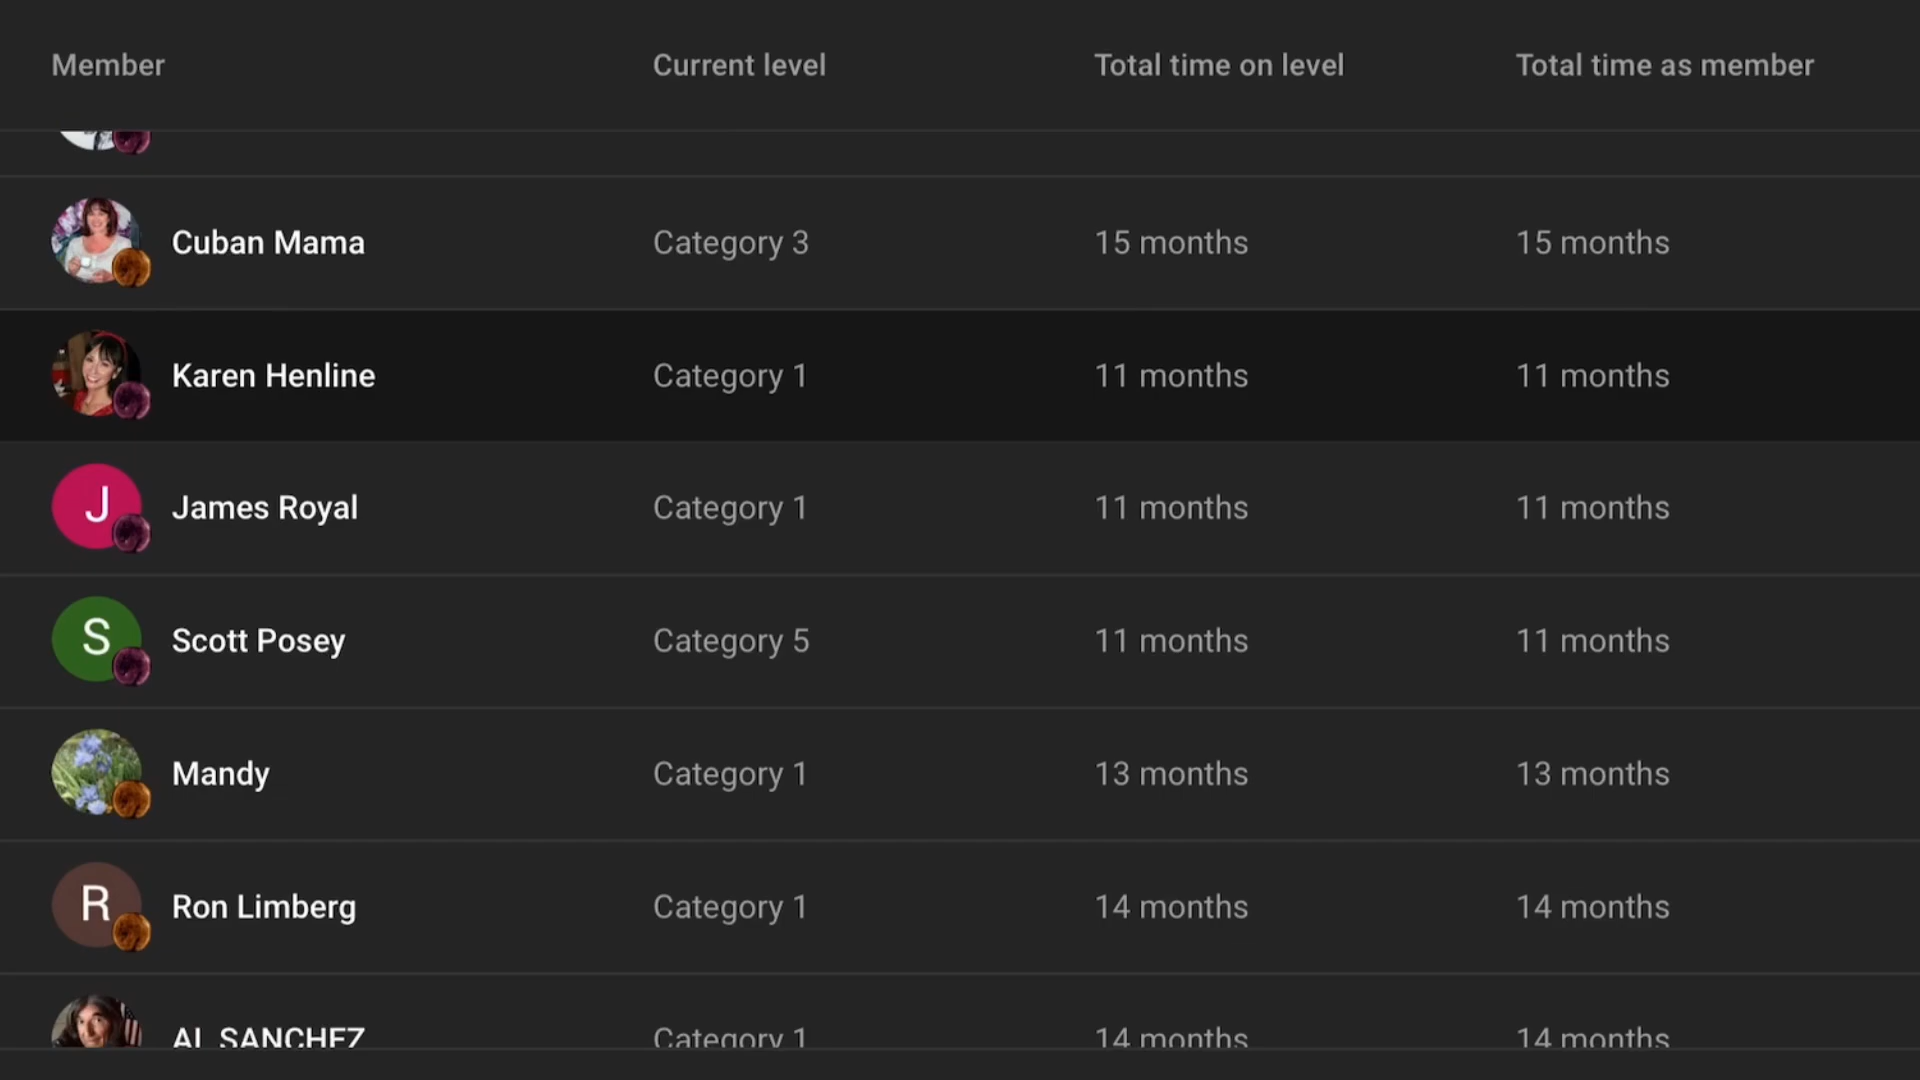 Member Current level Total time on level Total time as member
Cuban Mama Category 3 15 months 15 months
Karen Henline Category 1 11 months 11 months
J James Royal Category 1 11 months 11 months
S Scott Posey Category 5 11 months 11 months
Mandy Category 1 13 months 13 months
R Ron Limberg Category 1 14 months 14 months
AL SANCHEZ Category 1 14 months 14 months